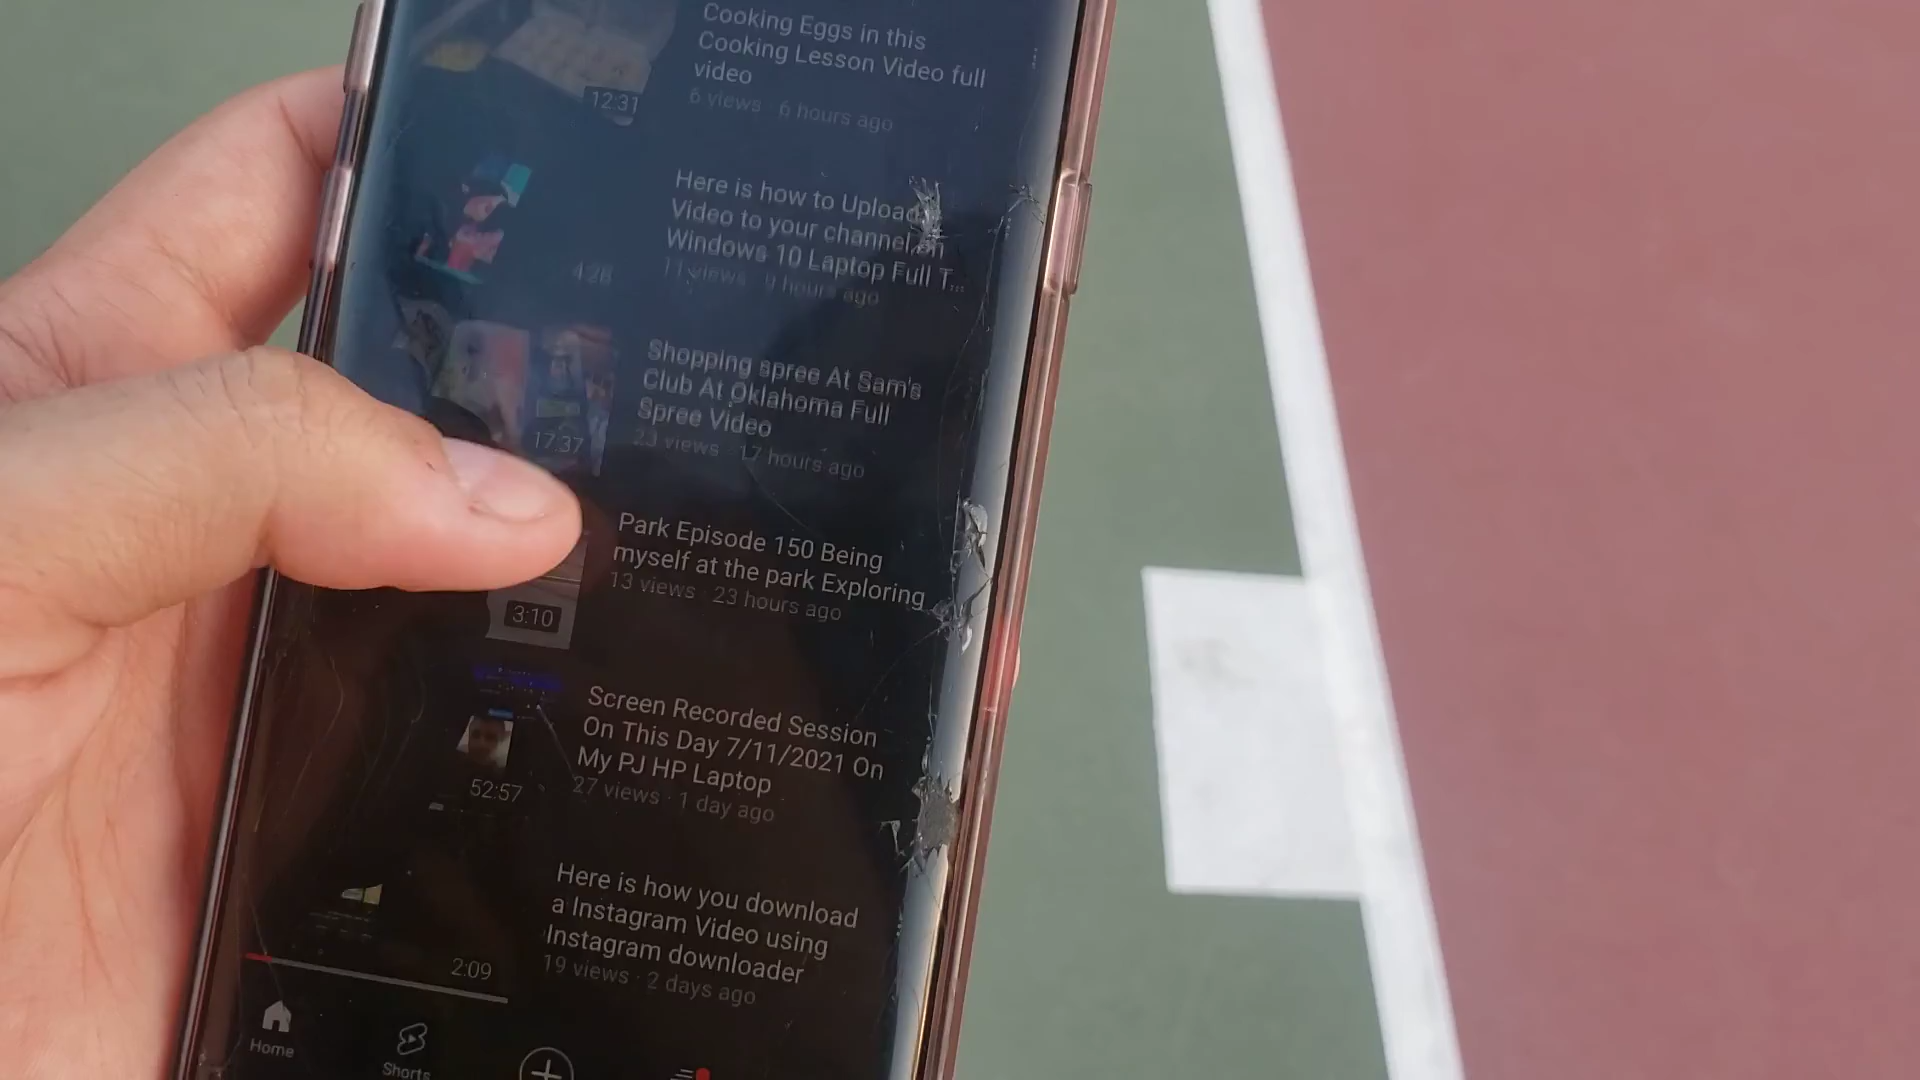 Cooking Eggs in this
Cooking Lesson Video full
video
6 views 6 hours ago
12:31
Here is how to Upload
Video to your channel on
Windows 10 Laptop Full T...
11 views 9 hours ago
4:26
Shopping spree At Sam's
Club At Oklahoma Full
Spree Video
23 views · 17 hours ago
17:37
Park Episode 150 Being
myself at the park Exploring
13 views · 23 hours ago
3:10
Screen Recorded Session
On This Day 7/11/2021 On
My PJ HP Laptop
27 views · 1 day ago
52:57
Here is how you download
a Instagram Video using
Instagram downloader
19 views · 2 days ago
2:09
Home
Shorts